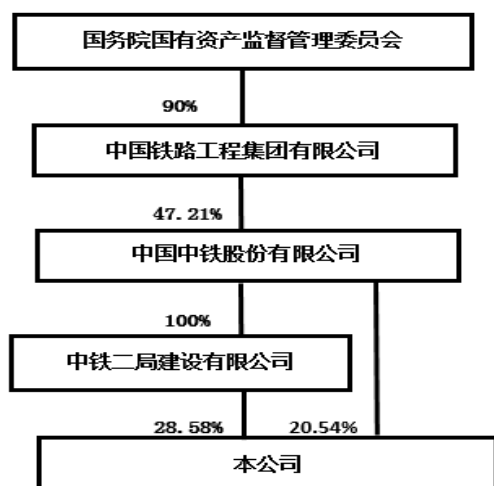 国务院国有资产监督管理委员会
90%
中国铁路工程集团有限公司
47.21%
中国中铁股份有限公司
100%
中铁二局建设有限公司
28.58% 20.54%
本公司